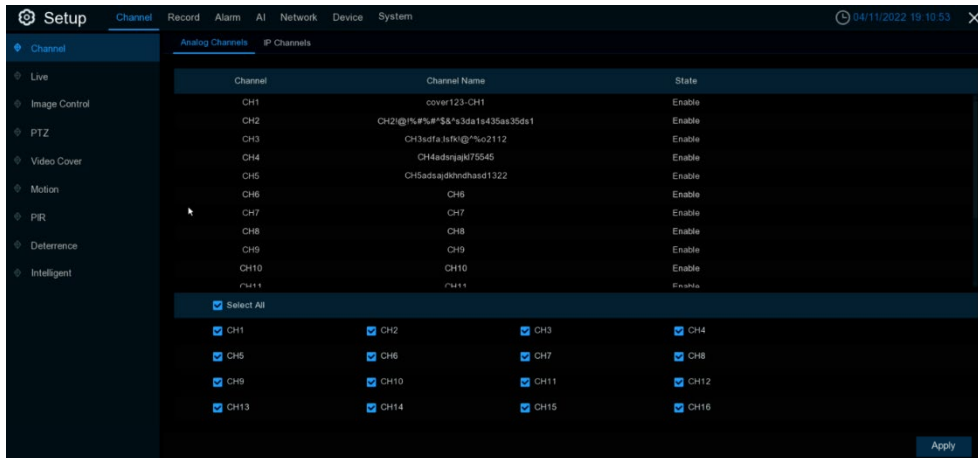 Setup Channel Record Alarm AI Network Device System 04/11/2022 19:10:53
Channel
Live
Image Control
PTZ
Video Cover
Motion
PIR
Deterrence
Intelligent
Analog Channels IP Channels
Channel Channel Name State
CH1 cover123-CH1 Enable
CH2 CH2!@!%#%#^$&^s3da1s435as35ds1 Enable
CH3 CH3sdfa.lsfk!@^%o2112 Enable
CH4 CH4adsnjajkl75545 Enable
CH5 CH5adsajdkhndhasd1322 Enable
CH6 CH6 Enable
CH7 CH7 Enable
CH8 CH8 Enable
CH9 CH9 Enable
CH10 CH10 Enable
CH11 CH11 Enable
Select All
CH1 CH2 CH3 CH4
CH5 CH6 CH7 CH8
CH9 CH10 CH11 CH12
CH13 CH14 CH15 CH16
Apply